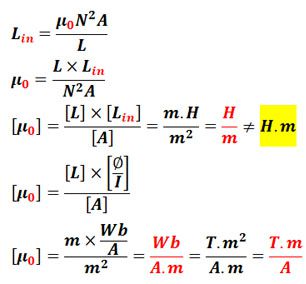 L_in = μ₀N²A / L
μ₀ = L × L_in / N²A
[μ₀] = [L] × [L_in] / [A] = m.H / m² = H / m ≠ H.m
[μ₀] = [L] × [Ø / I] / [A]
[μ₀] = m × Wb / A / m² = Wb / A.m = T.m² / A.m = T.m / A